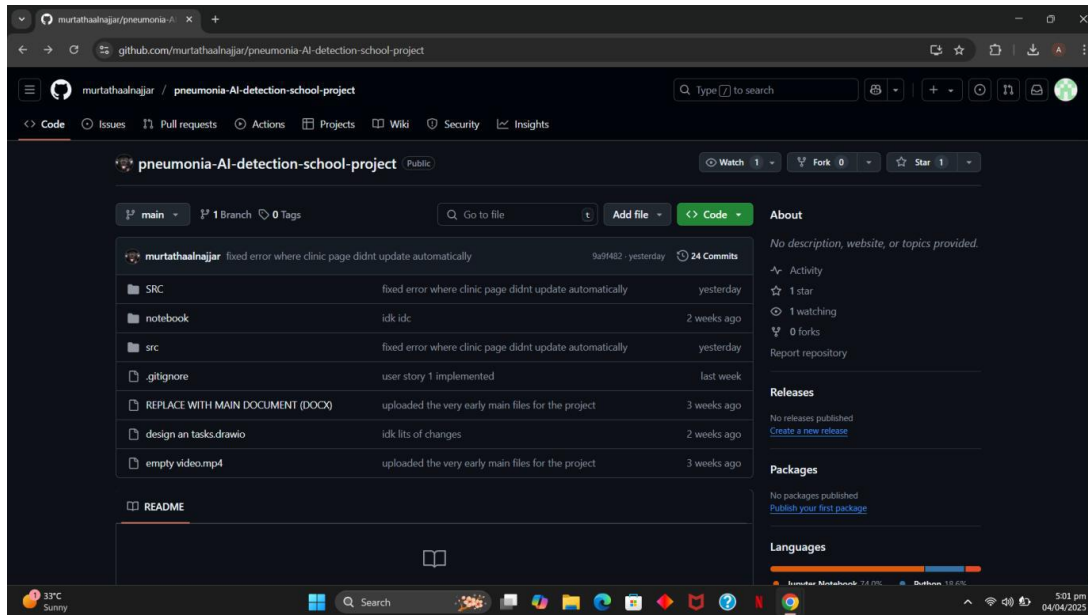 murtathaalnajjar/pneumonia-AI
github.com/murtathaalnajjar/pneumonia-AI-detection-school-project
A
murtathaalnajjar / pneumonia-AI-detection-school-project
Type / to search
Code Issues Pull requests Actions Projects Wiki Security Insights
pneumonia-AI-detection-school-project Public
Watch 1 Fork 0 Star 1
main 1 Branch 0 Tags
Go to file t Add file Code
murtathaalnajjar fixed error where clinic page didnt update automatically 9a9f482 · yesterday 24 Commits
SRC fixed error where clinic page didnt update automatically yesterday
notebook idk idc 2 weeks ago
src fixed error where clinic page didnt update automatically yesterday
.gitignore user story 1 implemented last week
REPLACE WITH MAIN DOCUMENT (DOCX) uploaded the very early main files for the project 3 weeks ago
design an tasks.drawio idk lits of changes 2 weeks ago
empty video.mp4 uploaded the very early main files for the project 3 weeks ago
README
About
No description, website, or topics provided.
Activity
1 star
1 watching
0 forks
Report repository
Releases
No releases published
Create a new release
Packages
No packages published
Publish your first package
Languages
Jupyter Notebook 74.0% Python 18.6%
1
33°C
Sunny
Search
5:01 pm
04/04/2025